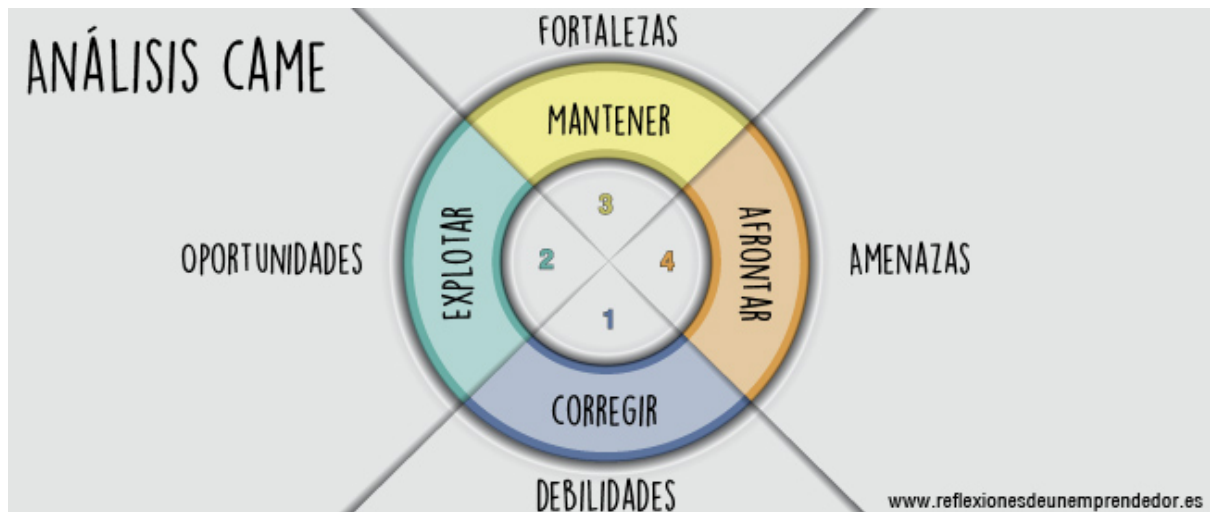 ANÁLISIS CAME
FORTALEZAS
MANTENER
3
OPORTUNIDADES
EXPLOTAR
2
4
AFRONTAR
AMENAZAS
1
CORREGIR
DEBILIDADES
www.reflexionesdeunemprendedor.es